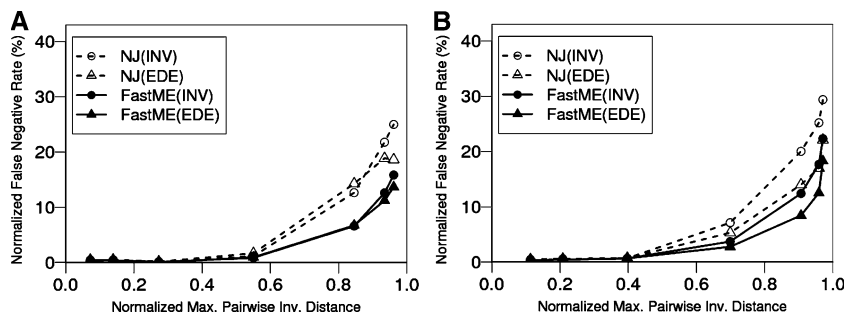 A
Normalized False Negative Rate (%)
40
30
20
10
0
NJ(INV)
NJ(EDE)
FastME(INV)
FastME(EDE)
0.0 0.2 0.4 0.6 0.8 1.0
Normalized Max. Pairwise Inv. Distance
B
Normalized False Negative Rate (%)
40
30
20
10
0
NJ(INV)
NJ(EDE)
FastME(INV)
FastME(EDE)
0.0 0.2 0.4 0.6 0.8 1.0
Normalized Max. Pairwise Inv. Distance